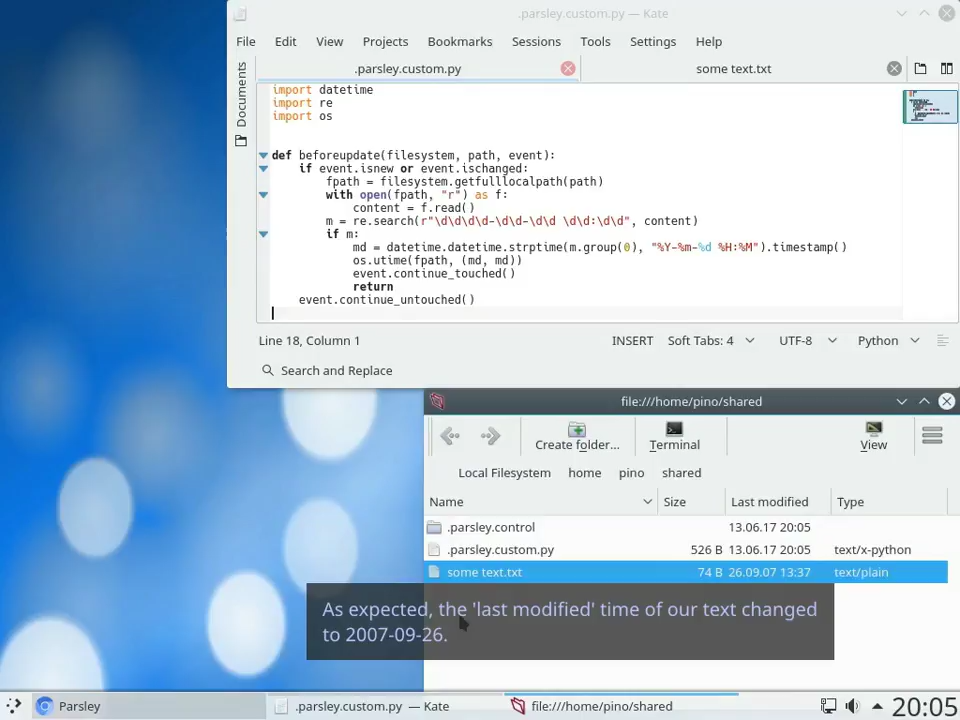 .parsley.custom.py — Kate
File Edit View Projects Bookmarks Sessions Tools Settings Help
.parsley.custom.py some text.txt
Documents
import datetime
import re
import os
def beforeupdate(filesystem, path, event):
    if event.isnew or event.ischanged:
        fpath = filesystem.getfulllocalpath(path)
        with open(fpath, "r") as f:
            content = f.read()
        m = re.search(r"\d\d\d\d-\d\d-\d\d \d\d:\d\d", content)
        if m:
            md = datetime.datetime.strptime(m.group(0), "%Y-%m-%d %H:%M").timestamp()
            os.utime(fpath, (md, md))
            event.continue_touched()
            return
    event.continue_untouched()
Line 18, Column 1 INSERT Soft Tabs: 4 UTF-8 Python
Search and Replace
file:///home/pino/shared
Create folder... Terminal View
Local Filesystem home pino shared
Name Size Last modified Type
.parsley.control 13.06.17 20:05
.parsley.custom.py 526 B 13.06.17 20:05 text/x-python
some text.txt 74 B 26.09.07 13:37 text/plain
As expected, the 'last modified' time of our text changed
to 2007-09-26.
Parsley .parsley.custom.py — Kate file:///home/pino/shared 20:05